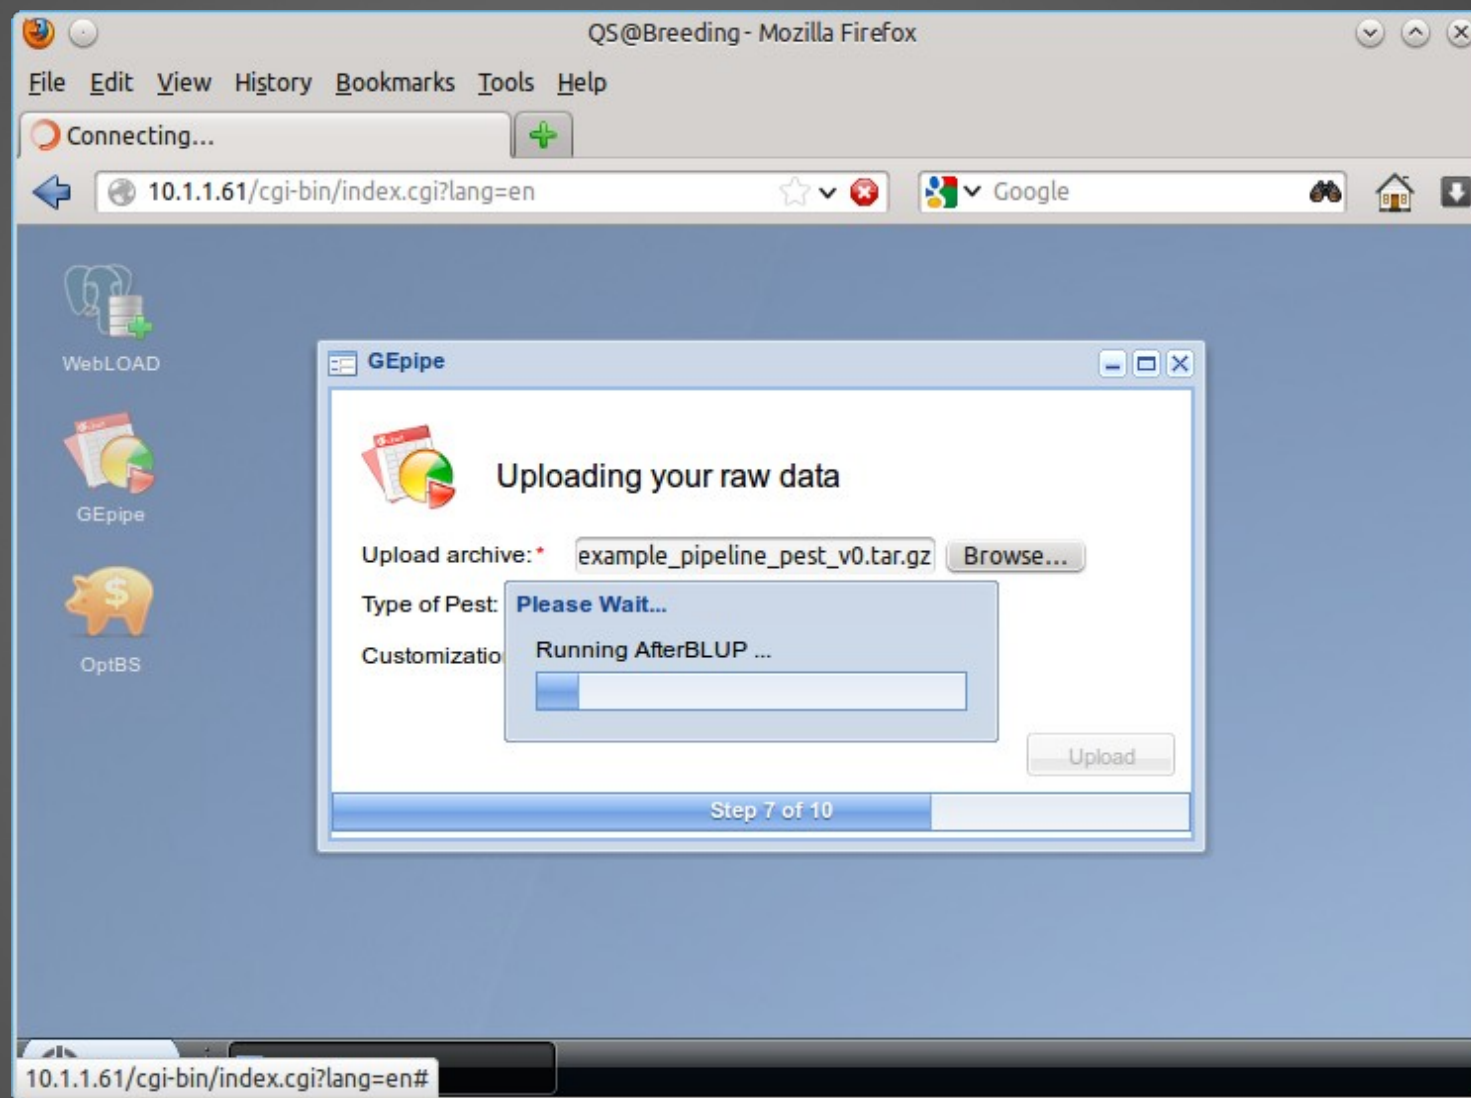 QS@Breeding - Mozilla Firefox
File Edit View History Bookmarks Tools Help
Connecting...
10.1.1.61/cgi-bin/index.cgi?lang=en
Google
WebLOAD
GEpipe
OptBS
GEpipe
Uploading your raw data
Upload archive:* example_pipeline_pest_v0.tar.gz Browse...
Type of Pest:
Customizatio
Please Wait...
Running AfterBLUP ...
Upload
Step 7 of 10
10.1.1.61/cgi-bin/index.cgi?lang=en#